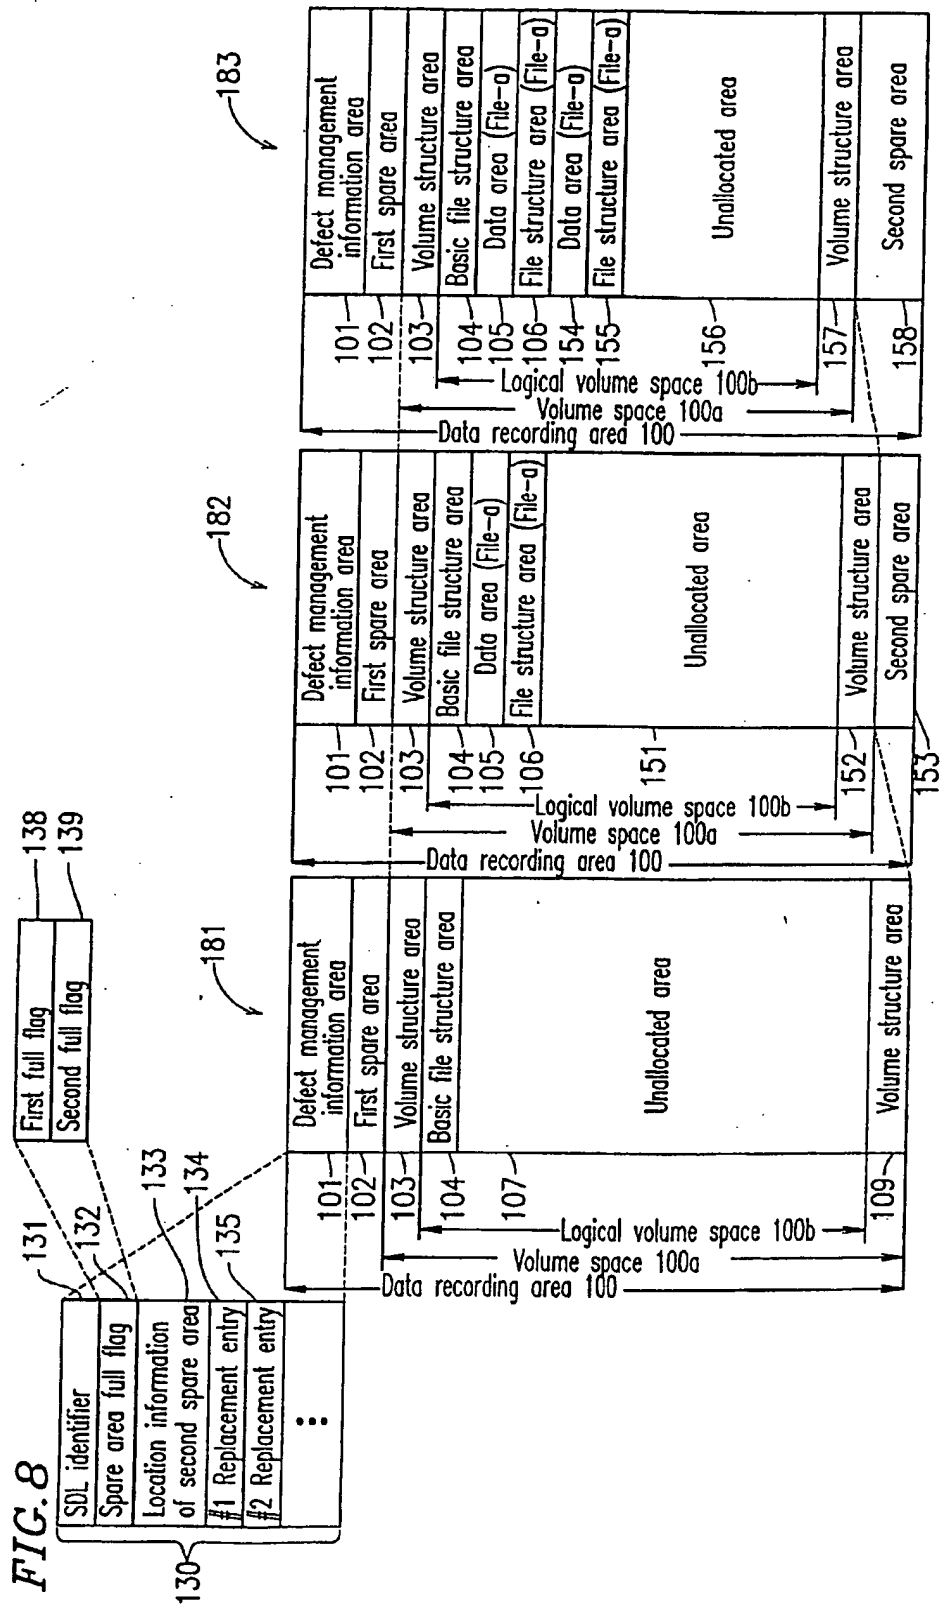 FIG.8
SDL identifier
Spare area full flag
Location information
of second spare area
#1 Replacement entry
#2 Replacement entry
...
130
131
132
133
134
135
First full flag
Second full flag
138
139
181
Defect management
information area
First spare area
Volume structure area
Basic file structure area
Unallocated area
Volume structure area
101
102
103
104
107
109
Logical volume space 100b
Volume space 100a
Data recording area 100
182
Defect management
information area
First spare area
Volume structure area
Basic file structure area
Data area (File-a)
File structure area (File-a)
Unallocated area
Volume structure area
Second spare area
101
102
103
104
105
106
151
152
153
Logical volume space 100b
Volume space 100a
Data recording area 100
183
Defect management
information area
First spare area
Volume structure area
Basic file structure area
Data area (File-a)
File structure area (File-a)
Data area (File-a)
File structure area (File-a)
Unallocated area
Volume structure area
Second spare area
101
102
103
104
105
106
154
155
156
157
158
Logical volume space 100b
Volume space 100a
Data recording area 100